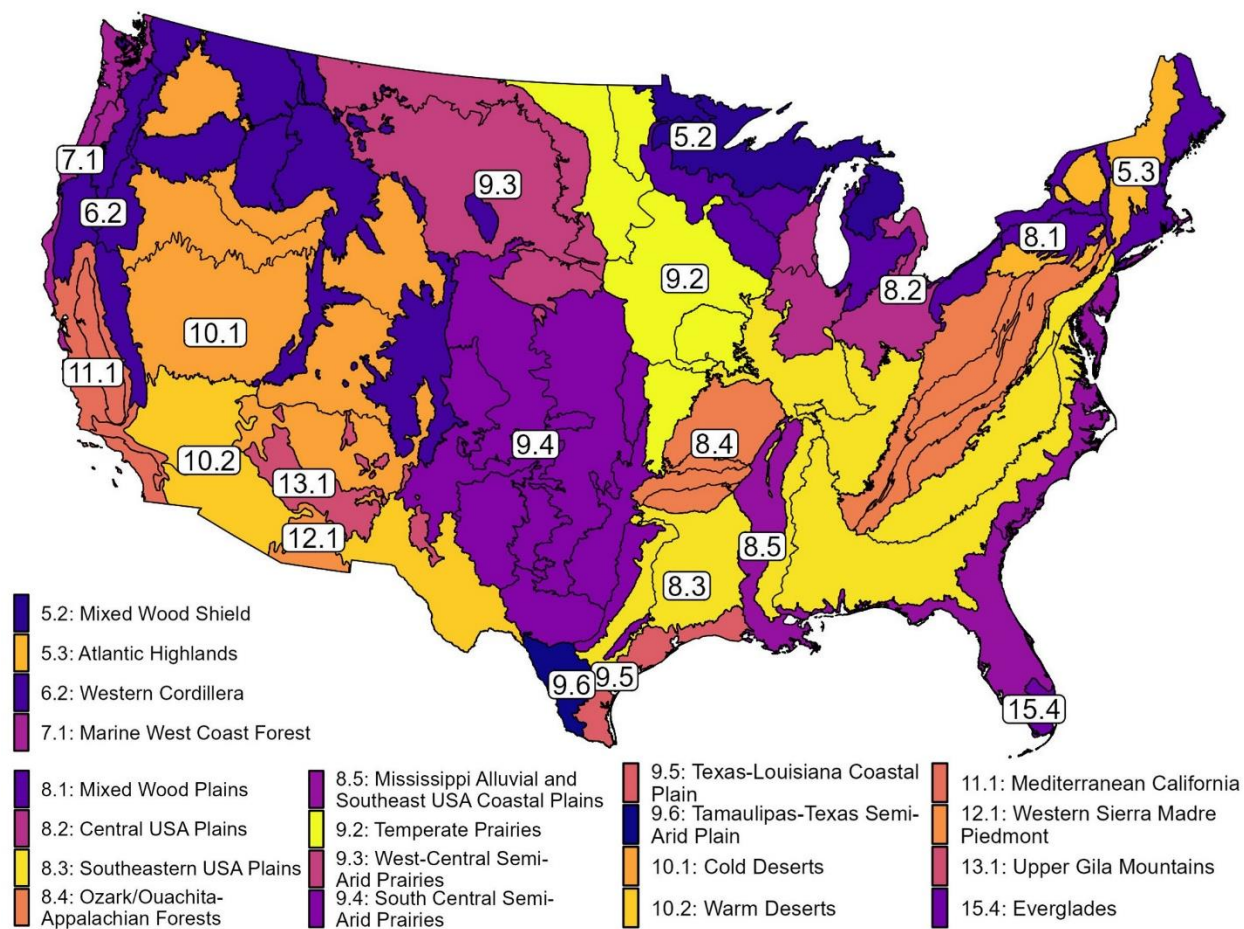 5.2
7.1
5.3
9.3
6.2
8.1
9.2
8.2
10.1
11.1
9.4
8.4
10.2
13.1
12.1
8.5
8.3
9.6
9.5
15.4
5.2: Mixed Wood Shield
5.3: Atlantic Highlands
6.2: Western Cordillera
7.1: Marine West Coast Forest
8.1: Mixed Wood Plains
8.2: Central USA Plains
8.3: Southeastern USA Plains
8.4: Ozark/Ouachita-
Appalachian Forests
8.5: Mississippi Alluvial and
Southeast USA Coastal Plains
9.2: Temperate Prairies
9.3: West-Central Semi-
Arid Prairies
9.4: South Central Semi-
Arid Prairies
9.5: Texas-Louisiana Coastal
Plain
9.6: Tamaulipas-Texas Semi-
Arid Plain
10.1: Cold Deserts
10.2: Warm Deserts
11.1: Mediterranean California
12.1: Western Sierra Madre
Piedmont
13.1: Upper Gila Mountains
15.4: Everglades